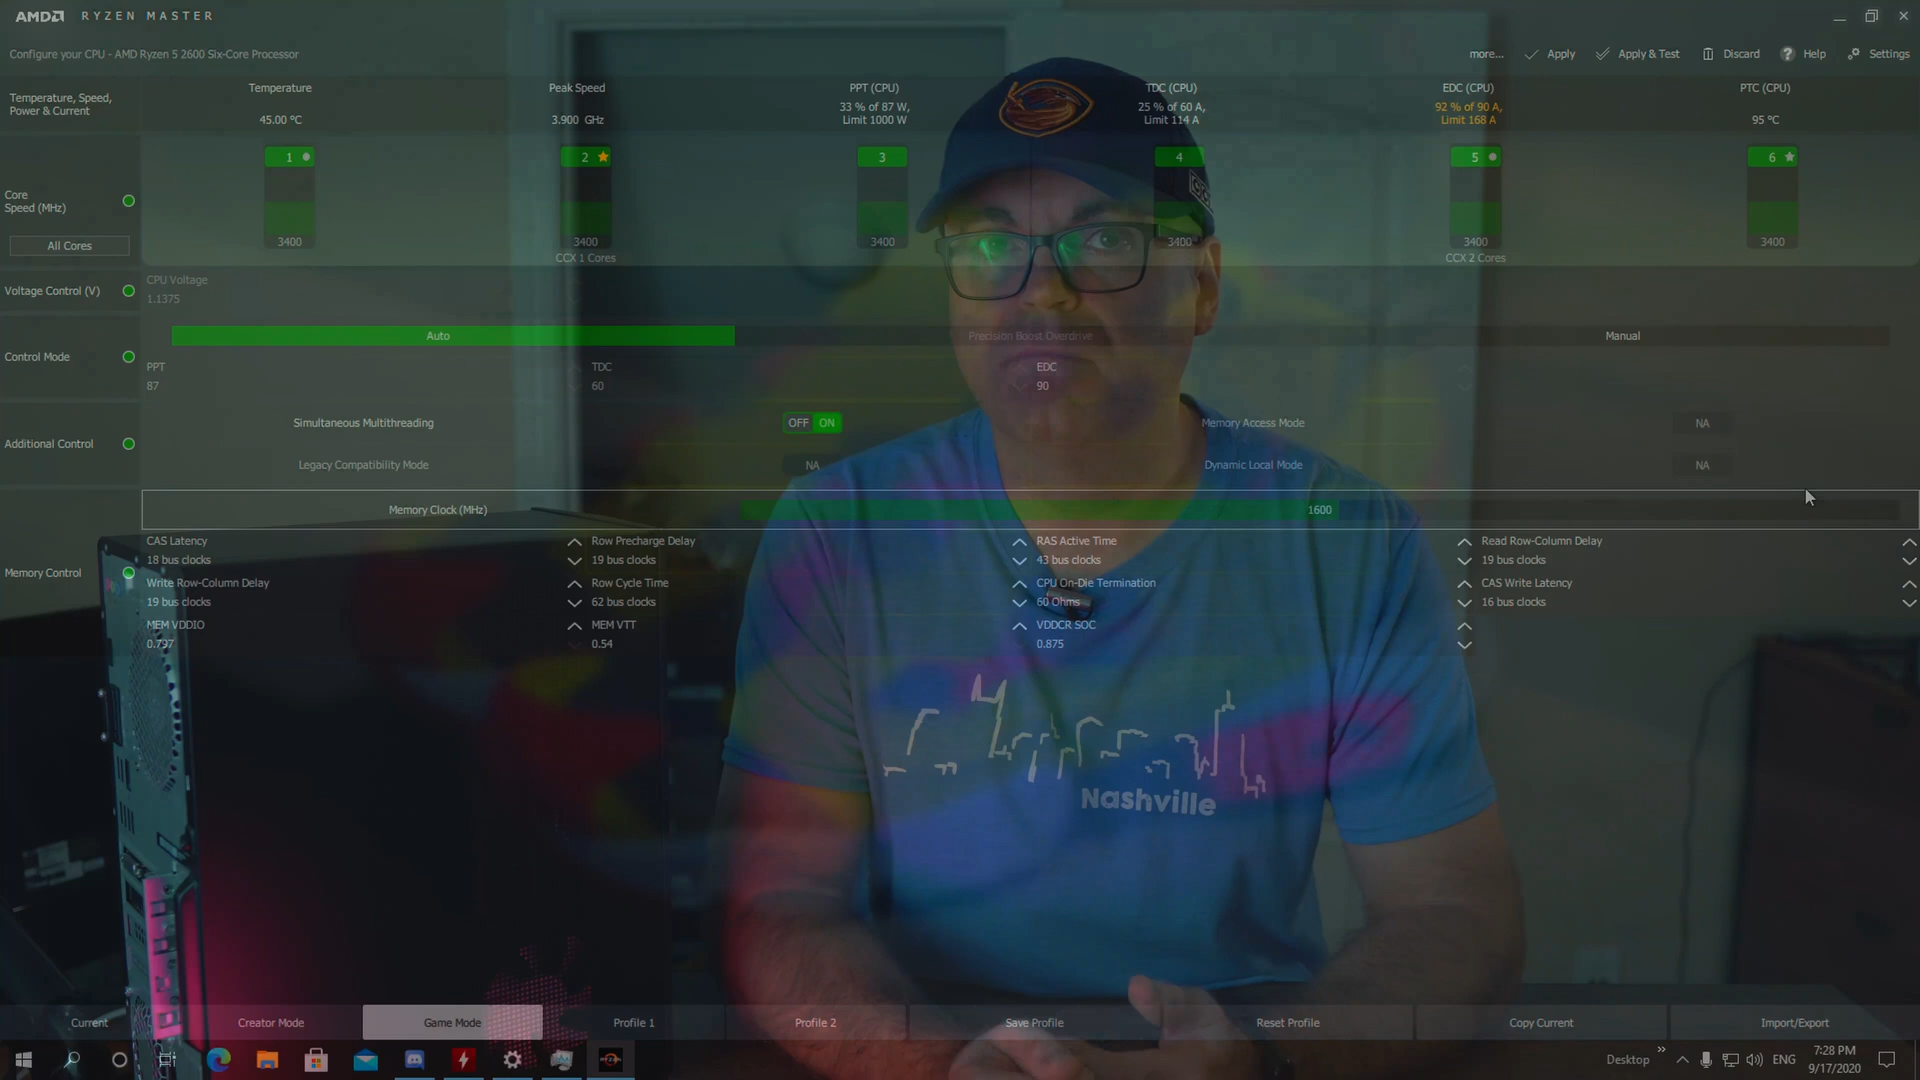 AMD RYZEN MASTER
Configure your CPU - AMD Ryzen 5 2600 Six-Core Processor
more... Apply Apply & Test Discard Help Settings
Temperature, Speed,
Power & Current
Temperature Peak Speed PPT (CPU) TDC (CPU) EDC (CPU) PTC (CPU)
33 % of 87 W, 25 % of 60 A, 92 % of 90 A,
45.00 ºC 3.900 GHz Limit 1000 W Limit 114 A Limit 168 A 95 ºC
1 2 3 4 5 6
Core
Speed (MHz)
All Cores
3400 3400 3400 3400 3400 3400
CCX 1 Cores CCX 2 Cores
Voltage Control (V)
CPU Voltage
1.1375
Control Mode
Auto Precision Boost Overdrive Manual
PPT TDC EDC
87 60 90
Additional Control
Simultaneous Multithreading OFF ON Memory Access Mode NA
Legacy Compatibility Mode NA Dynamic Local Mode NA
Memory Clock (MHz) 1600
Memory Control
CAS Latency Row Precharge Delay RAS Active Time Read Row-Column Delay
18 bus clocks 19 bus clocks 43 bus clocks 19 bus clocks
Write Row-Column Delay Row Cycle Time CPU On-Die Termination CAS Write Latency
19 bus clocks 62 bus clocks 60 Ohms 16 bus clocks
MEM VDDIO MEM VTT VDDCR SOC
0.797 0.54 0.875
Nashville
Current Creator Mode Game Mode Profile 1 Profile 2 Save Profile Reset Profile Copy Current Import/Export
Desktop ENG 7:28 PM
9/17/2020